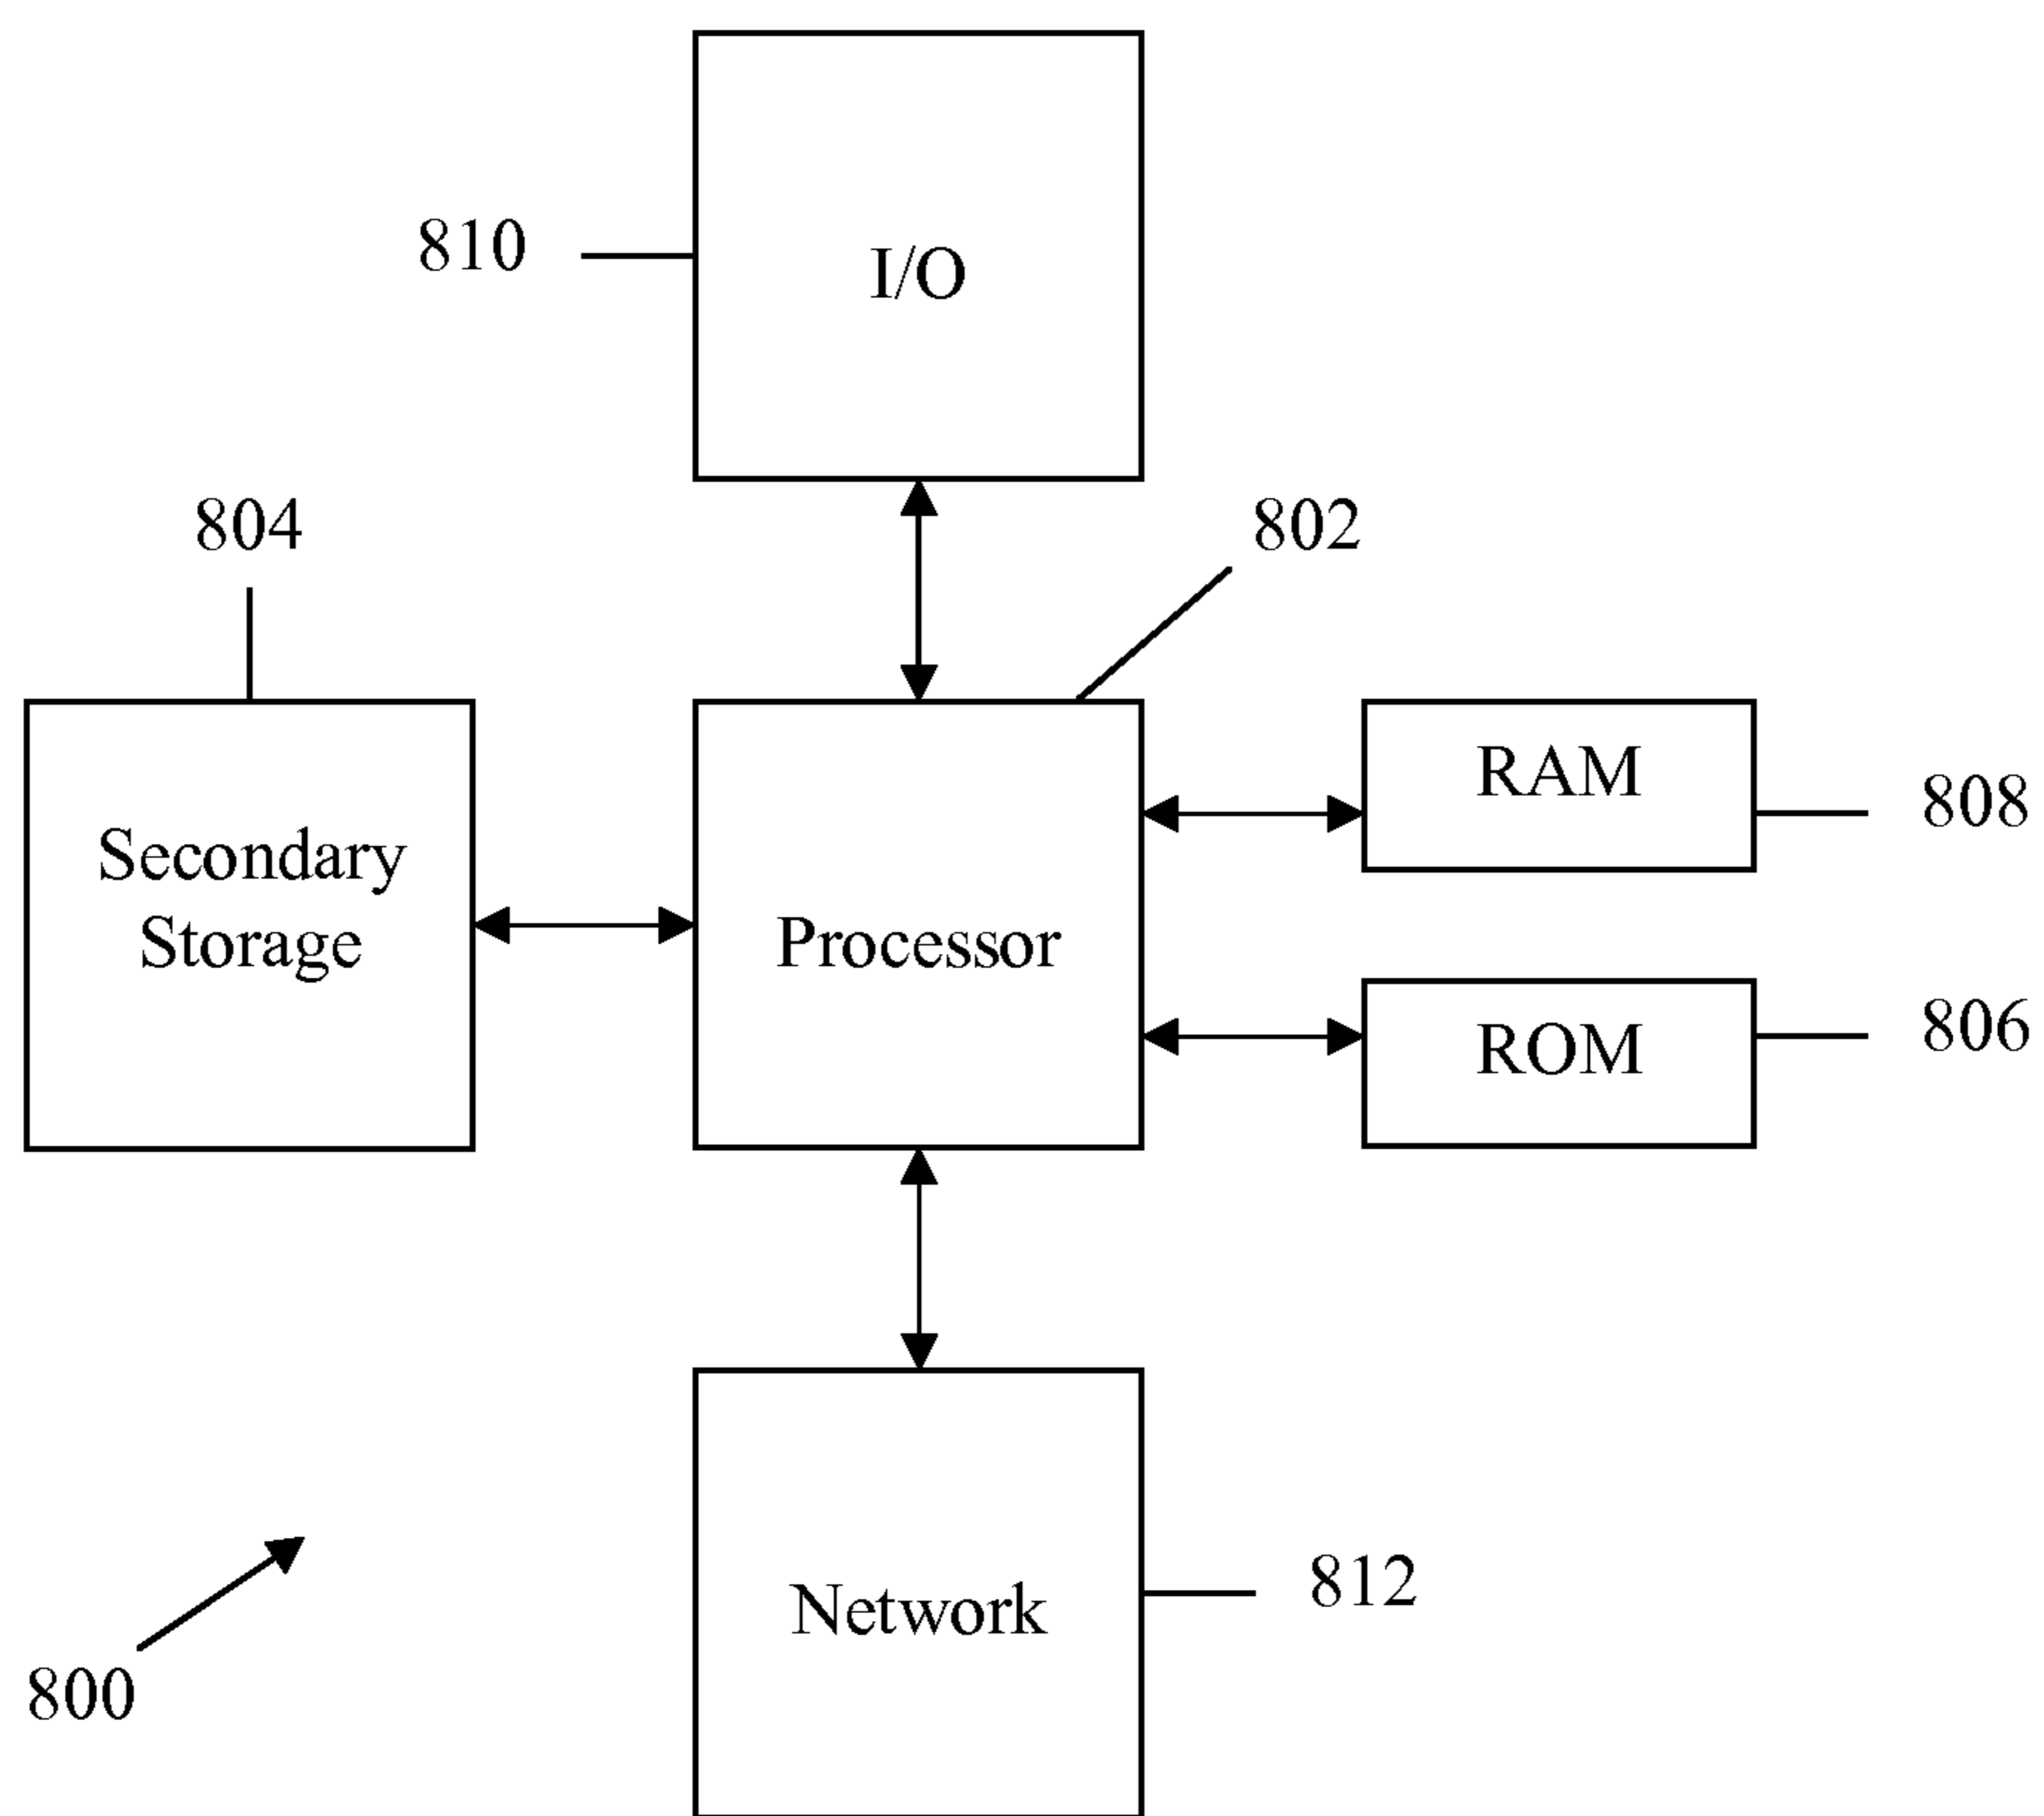 810
I/O
804
802
Secondary
Storage
Processor
RAM
808
ROM
806
Network
812
800